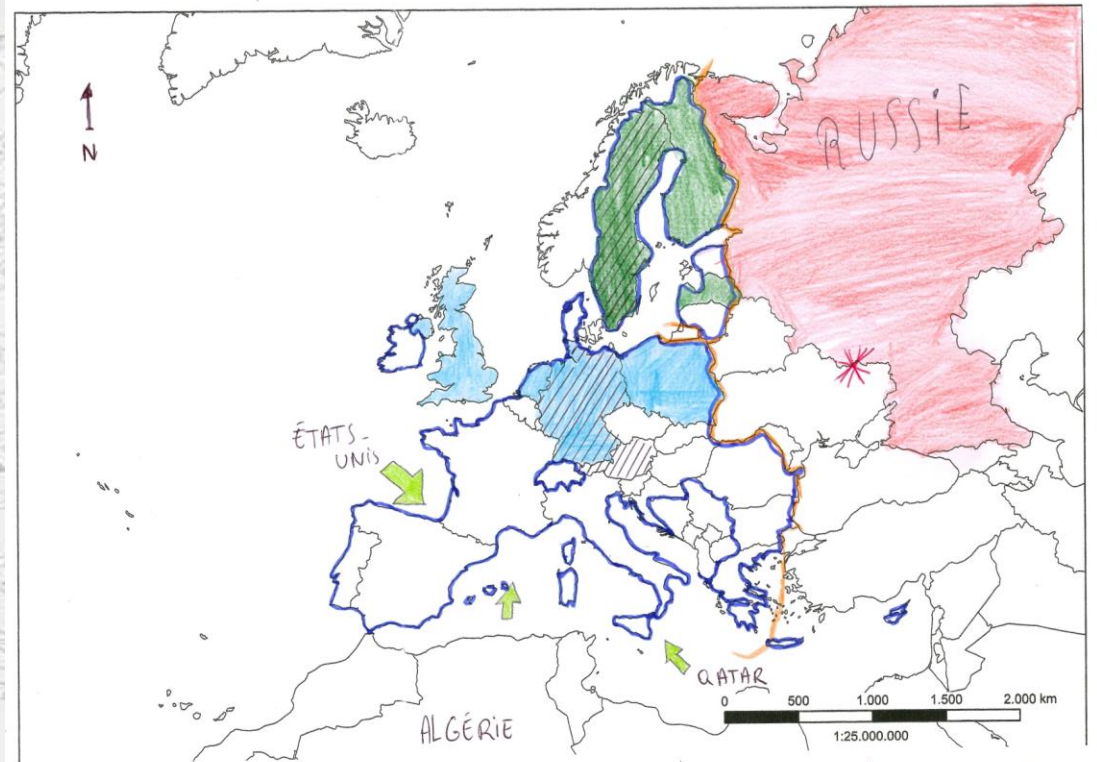 N
RUSSiE
ÉTATS-
UNiS
QATAR
ALGÉRiE
0 500 1.000 1.500 2.000 km
1:25.000.000